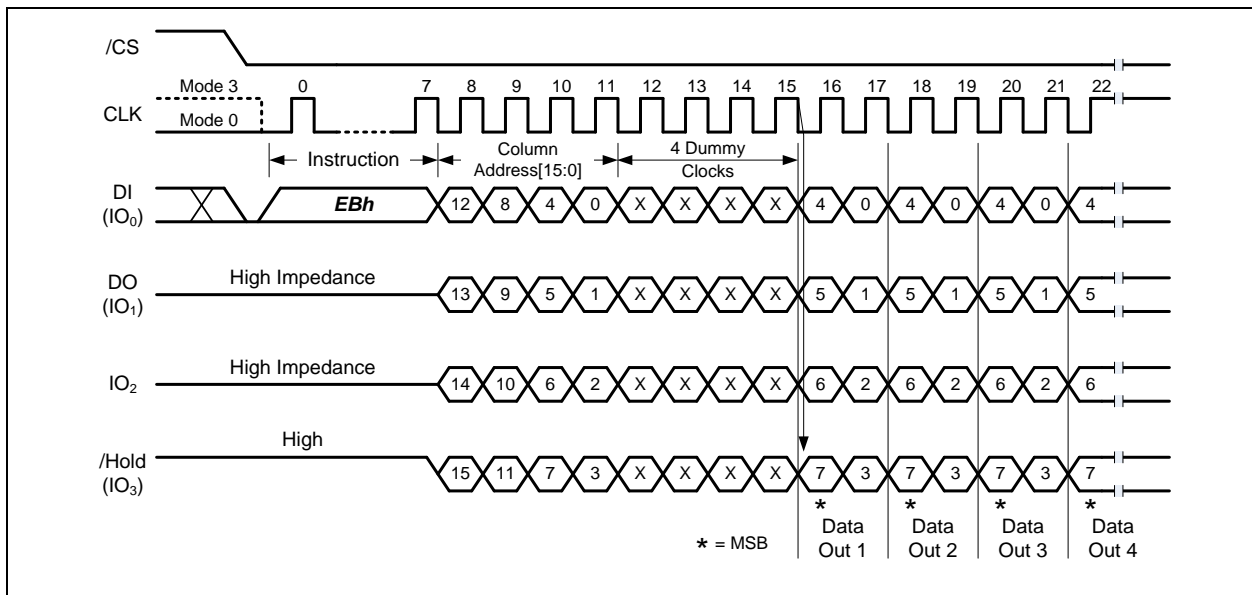 /CS
Mode 3 0 7 8 9 10 11 12 13 14 15 16 17 18 19 20 21 22
CLK
Mode 0
Instruction Column Address[15:0] 4 Dummy Clocks
DI (IO0) EBh 12 8 4 0 X X X X 4 0 4 0 4 0 4
DO (IO1) High Impedance 13 9 5 1 X X X X 5 1 5 1 5 1 5
IO2 High Impedance 14 10 6 2 X X X X 6 2 6 2 6 2 6
/Hold (IO3) High 15 11 7 3 X X X X 7 3 7 3 7 3 7
* * * *
* = MSB
Data Out 1 Data Out 2 Data Out 3 Data Out 4